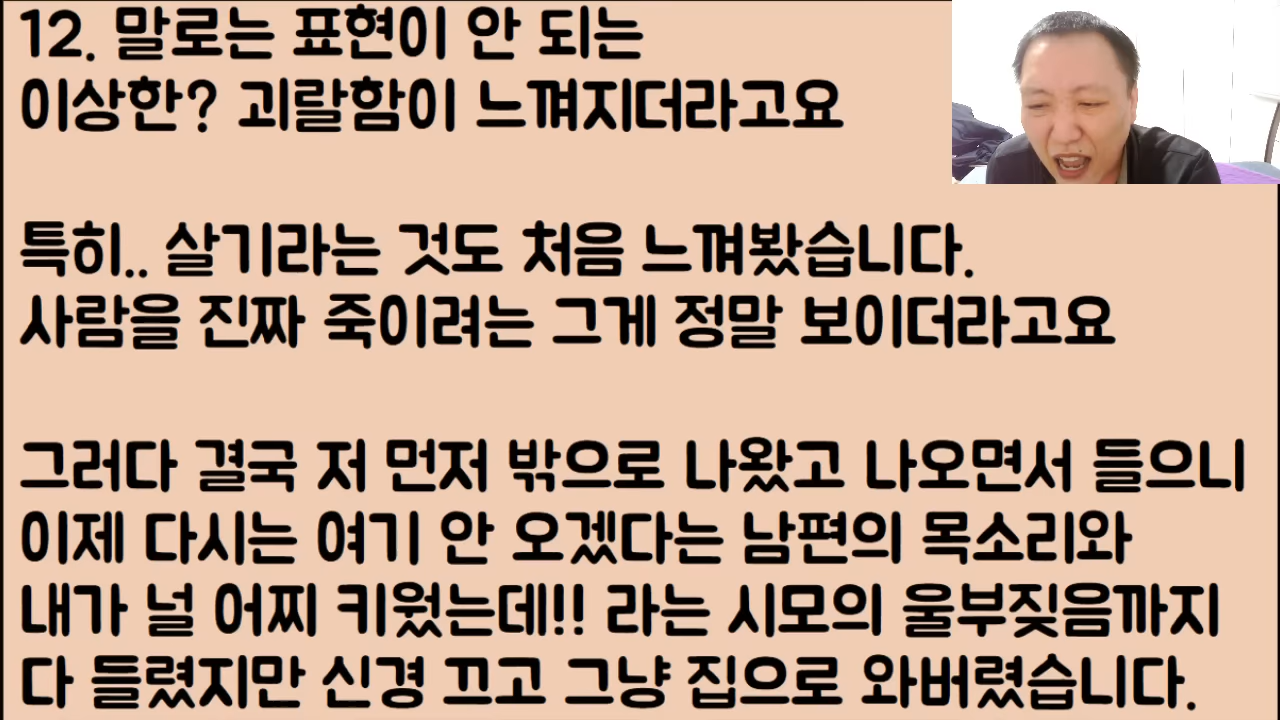 12. 말로는 표현이 안 되는
이상한? 괴랄함이 느껴지더라고요
특히.. 살기라는 것도 처음 느껴봤습니다.
사람을 진짜 죽이려는 그게 정말 보이더라고요
그러다 결국 저 먼저 밖으로 나왔고 나오면서 들으니
이제 다시는 여기 안 오겠다는 남편의 목소리와
내가 널 어찌 키웠는데!! 라는 시모의 울부짖음까지
다 들렸지만 신경 끄고 그냥 집으로 와버렸습니다.